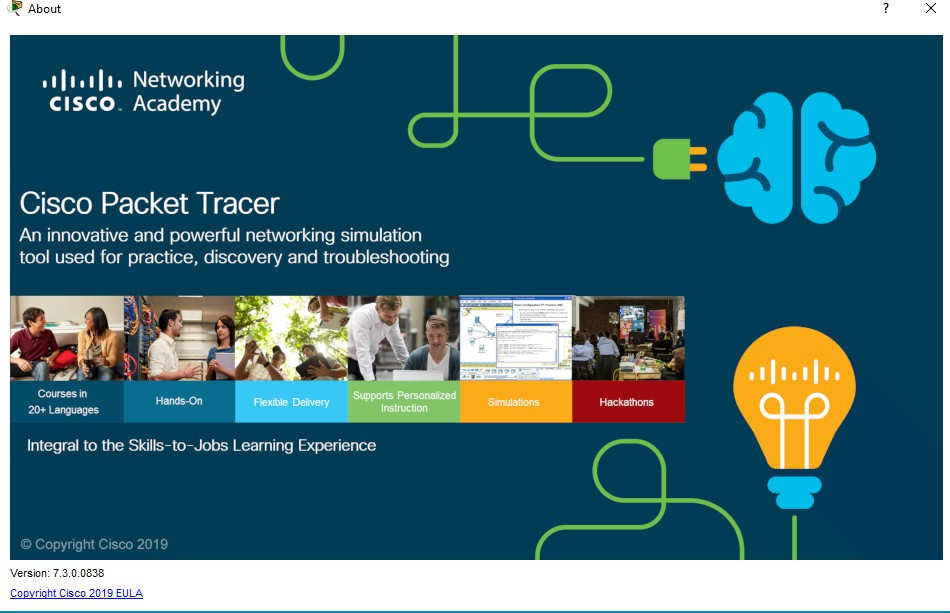 About
Networking
CISCO Academy
Cisco Packet Tracer
An innovative and powerful networking simulation
tool used for practice, discovery and troubleshooting
Courses in
20+ Languages
Hands-On
Flexible Delivery
Supports Personalized
Instruction
Simulations
Hackathons
Integral to the Skills-to-Jobs Learning Experience
© Copyright Cisco 2019
Version: 7.3.0.0838
Copyright Cisco 2019 EULA